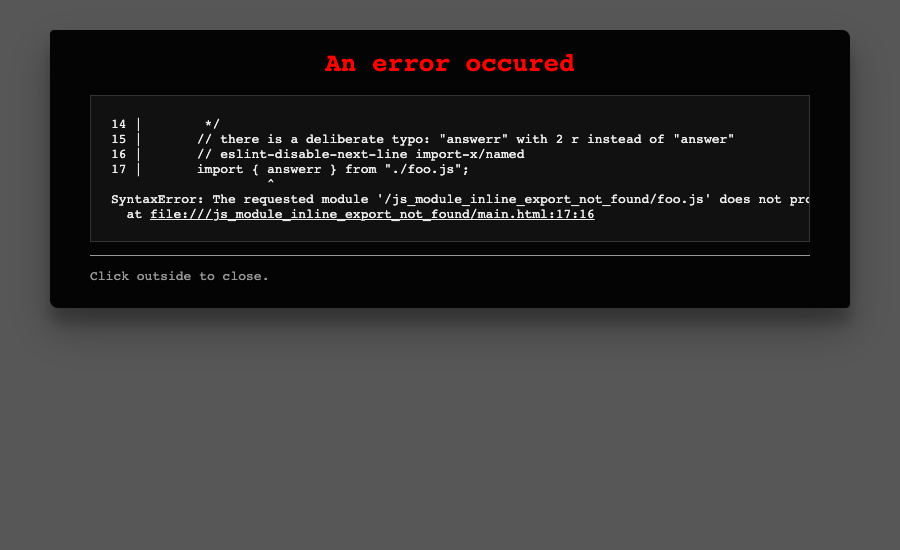 An error occured
14 |        */
15 |       // there is a deliberate typo: "answerr" with 2 r instead of "answer"
16 |       // eslint-disable-next-line import-x/named
17 |       import { answerr } from "./foo.js";
                    ^
SyntaxError: The requested module '/js_module_inline_export_not_found/foo.js' does not pro
  at file:///js_module_inline_export_not_found/main.html:17:16
Click outside to close.